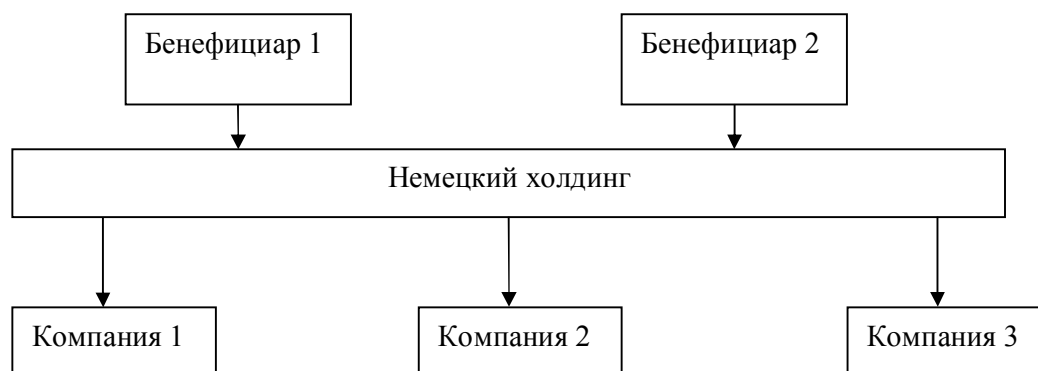 Бенефициар 1
Бенефициар 2
Немецкий холдинг
Компания 1
Компания 2
Компания 3